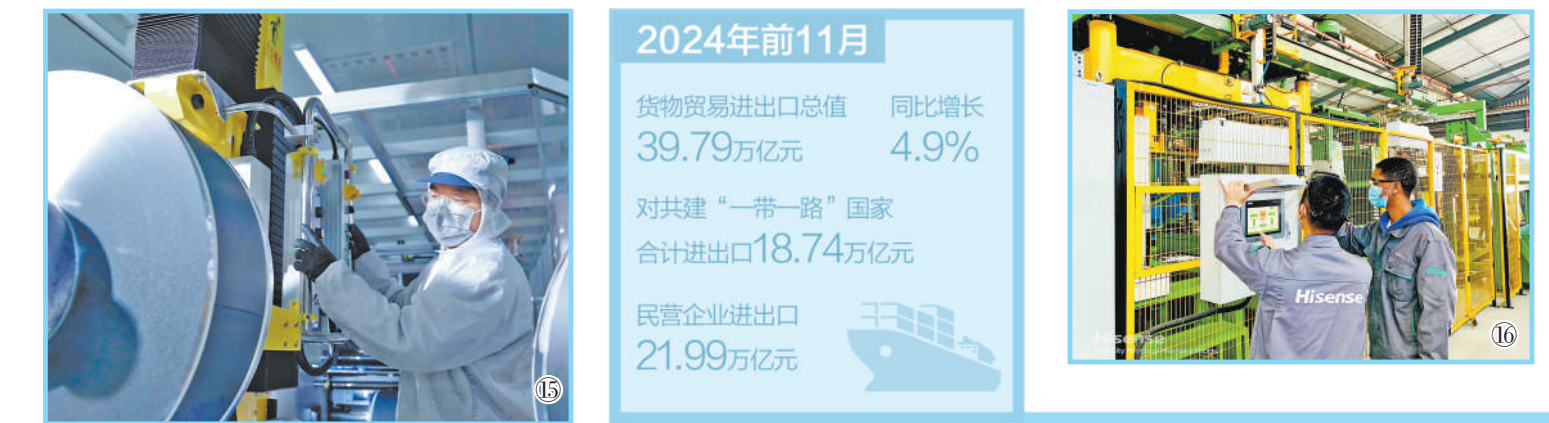 ⑮
2024年前11月
货物贸易进出口总值 同比增长
39.79万亿元 4.9%
对共建“一带一路”国家
合计进出口18.74万亿元
民营企业进出口
21.99万亿元
Hisense
Hisense
⑯